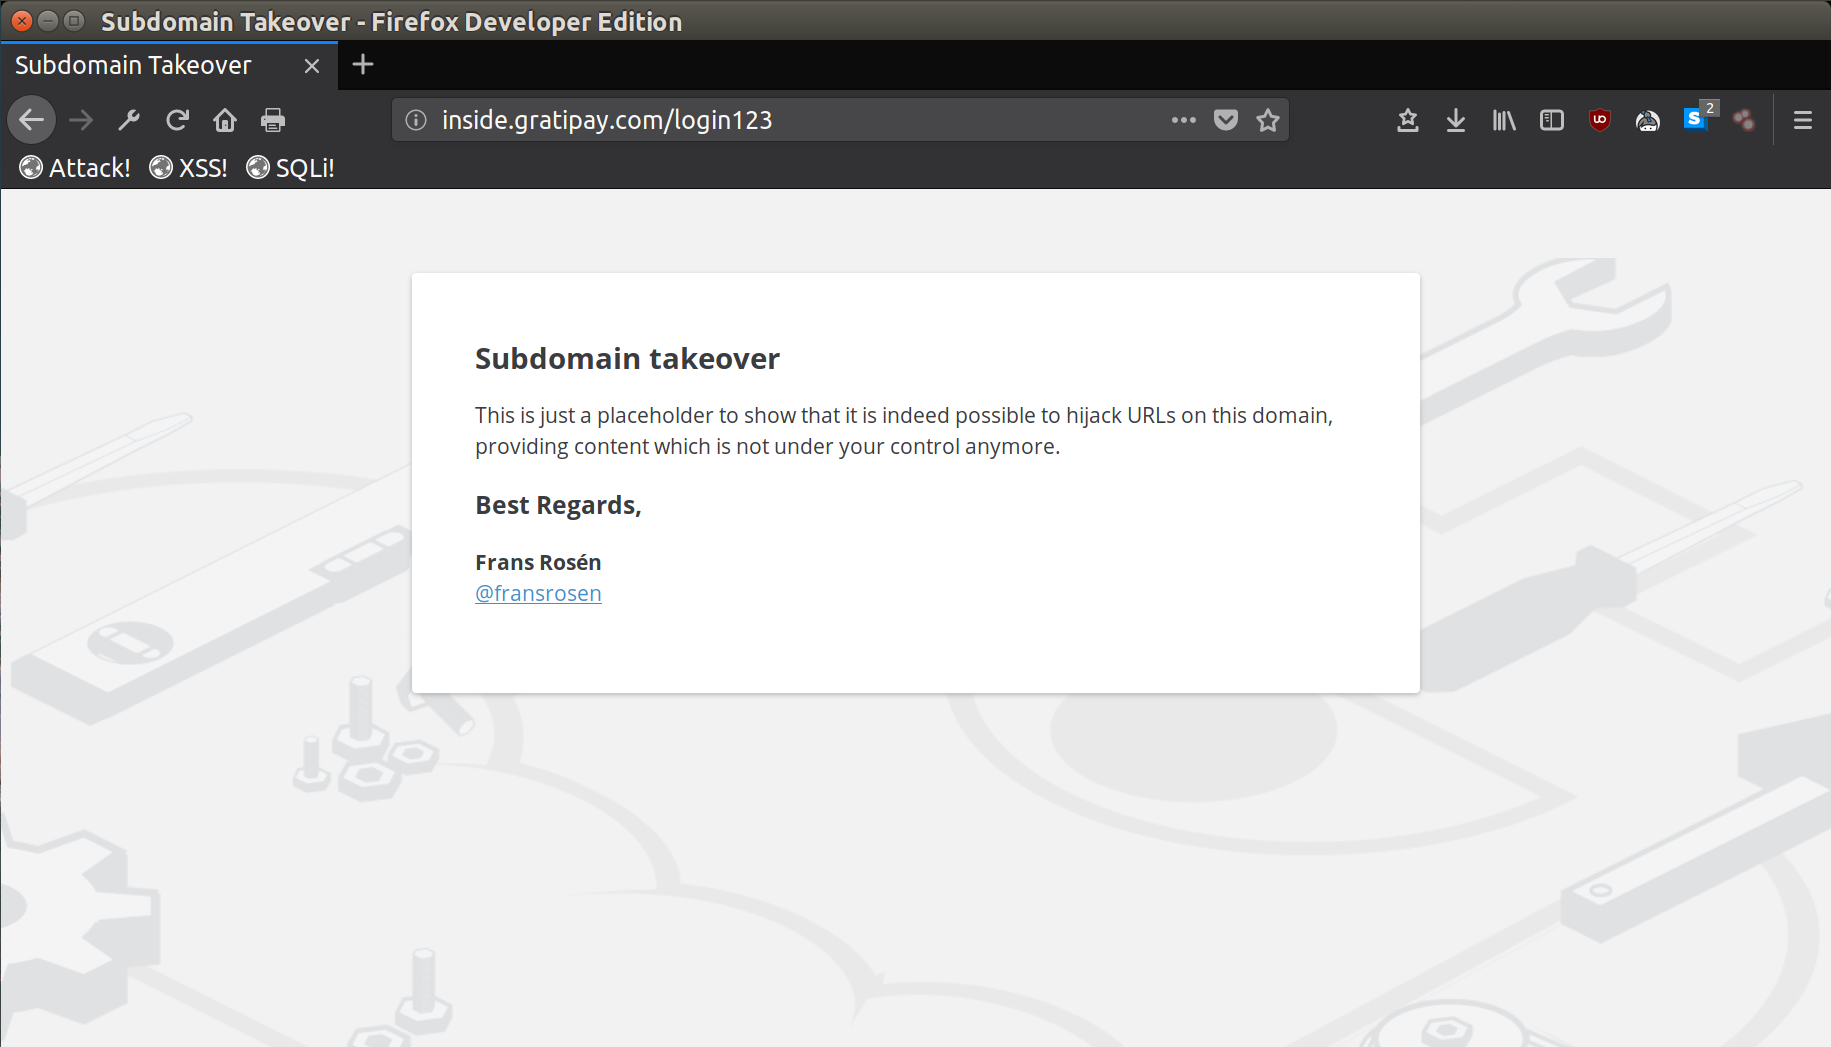 Subdomain Takeover - Firefox Developer Edition
Subdomain Takeover
inside.gratipay.com/login123
S 2
Attack! XSS! SQLi!
Subdomain takeover
This is just a placeholder to show that it is indeed possible to hijack URLs on this domain,
providing content which is not under your control anymore.
Best Regards,
Frans Rosén
@fransrosen